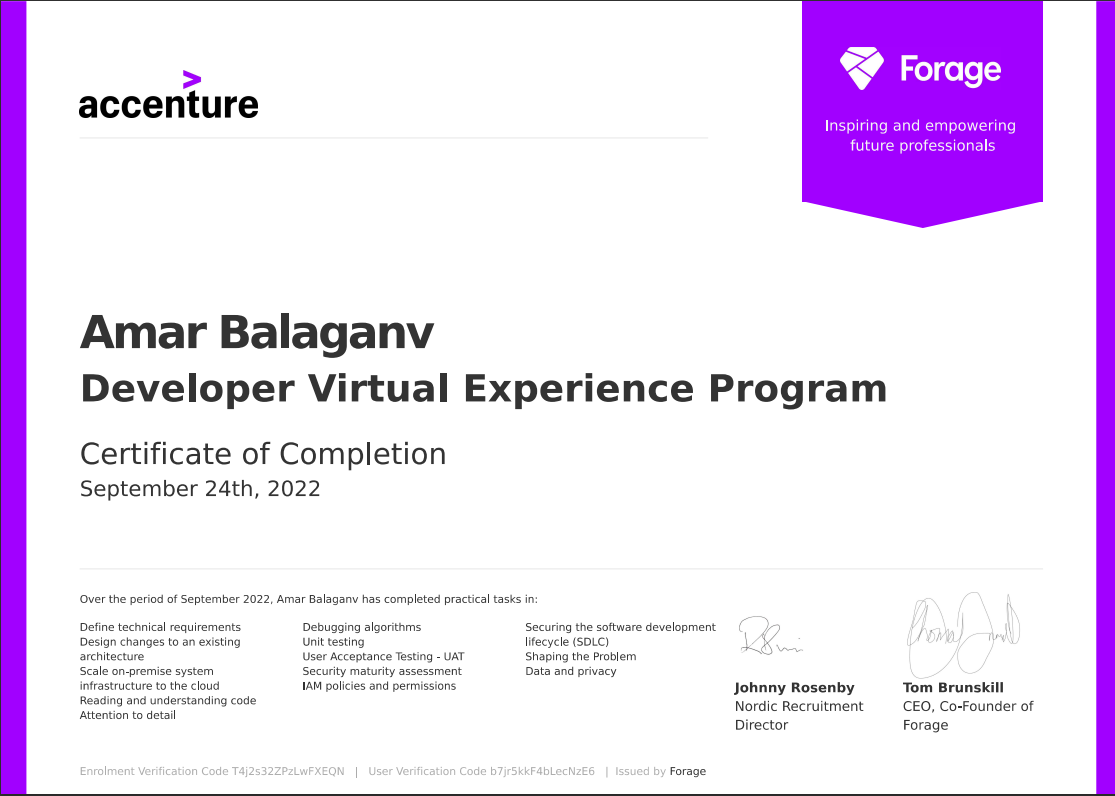 accenture
>
Forage
Inspiring and empowering
future professionals
Amar Balaganv
Developer Virtual Experience Program
Certificate of Completion
September 24th, 2022
Over the period of September 2022, Amar Balaganv has completed practical tasks in:
Define technical requirements
Design changes to an existing
architecture
Scale on-premise system
infrastructure to the cloud
Reading and understanding code
Attention to detail
Debugging algorithms
Unit testing
User Acceptance Testing - UAT
Security maturity assessment
IAM policies and permissions
Securing the software development
lifecycle (SDLC)
Shaping the Problem
Data and privacy
Johnny Rosenby
Nordic Recruitment
Director
Tom Brunskill
CEO, Co-Founder of
Forage
Enrolment Verification Code T4j2s32ZPzLwFXEQN | User Verification Code b7jr5kkF4bLecNzE6 | Issued by Forage